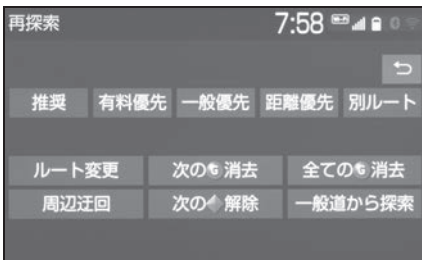 再探索 7:58
推奨 有料優先 一般優先 距離優先 別ルート
ルート変更 次の 消去 全ての 消去
周辺迂回 次の 解除 一般道から探索